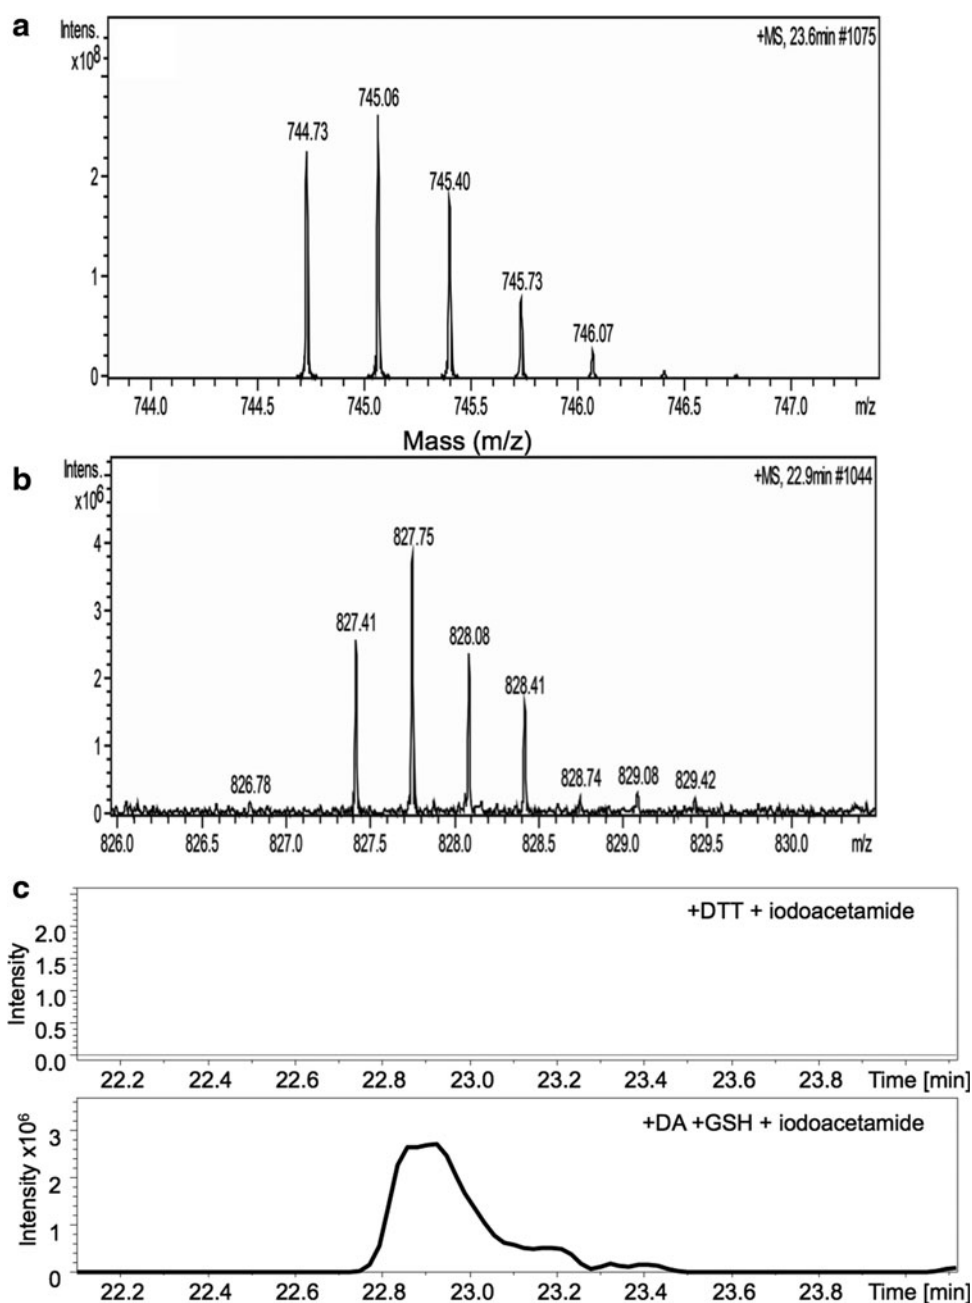 a
Intens.
x10⁸
+MS, 23.6min #1075
745.06
744.73
745.40
745.73
746.07
2
1
0
744.0 744.5 745.0 745.5 746.0 746.5 747.0 m/z
Mass (m/z)
b
Intens.
x10⁶
+MS, 22.9min #1044
827.75
827.41
828.08
828.41
826.78
828.74
829.08
829.42
4
3
2
1
0
826.0 826.5 827.0 827.5 828.0 828.5 829.0 829.5 830.0 m/z
c
+DTT + iodoacetamide
Intensity
2.0
1.5
1.0
0.5
0.0
22.2 22.4 22.6 22.8 23.0 23.2 23.4 23.6 23.8 Time [min]
+DA +GSH + iodoacetamide
Intensity x10⁶
3
2
1
0
22.2 22.4 22.6 22.8 23.0 23.2 23.4 23.6 23.8 Time [min]